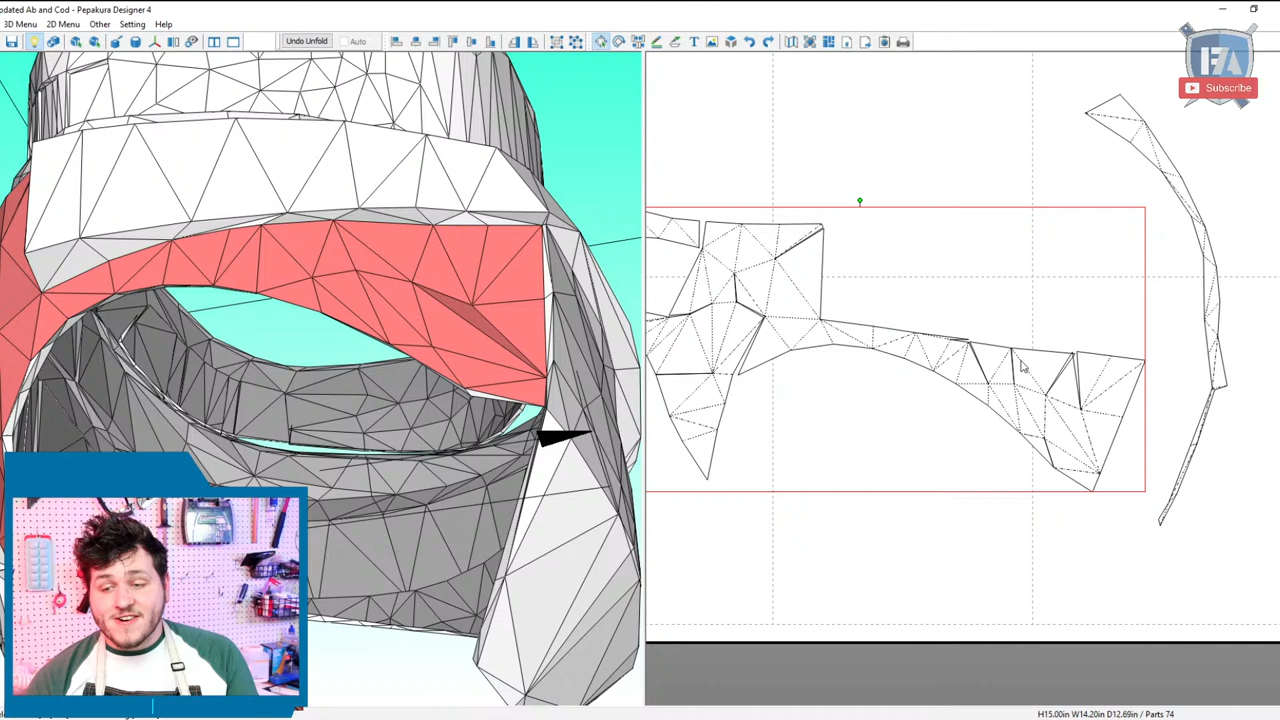 pdated Ab and Cod - Pepakura Designer 4
3D Menu 2D Menu Other Setting Help
Undo Unfold Auto
Subscribe
H15.00in W14.20in D12.69in / Parts 74